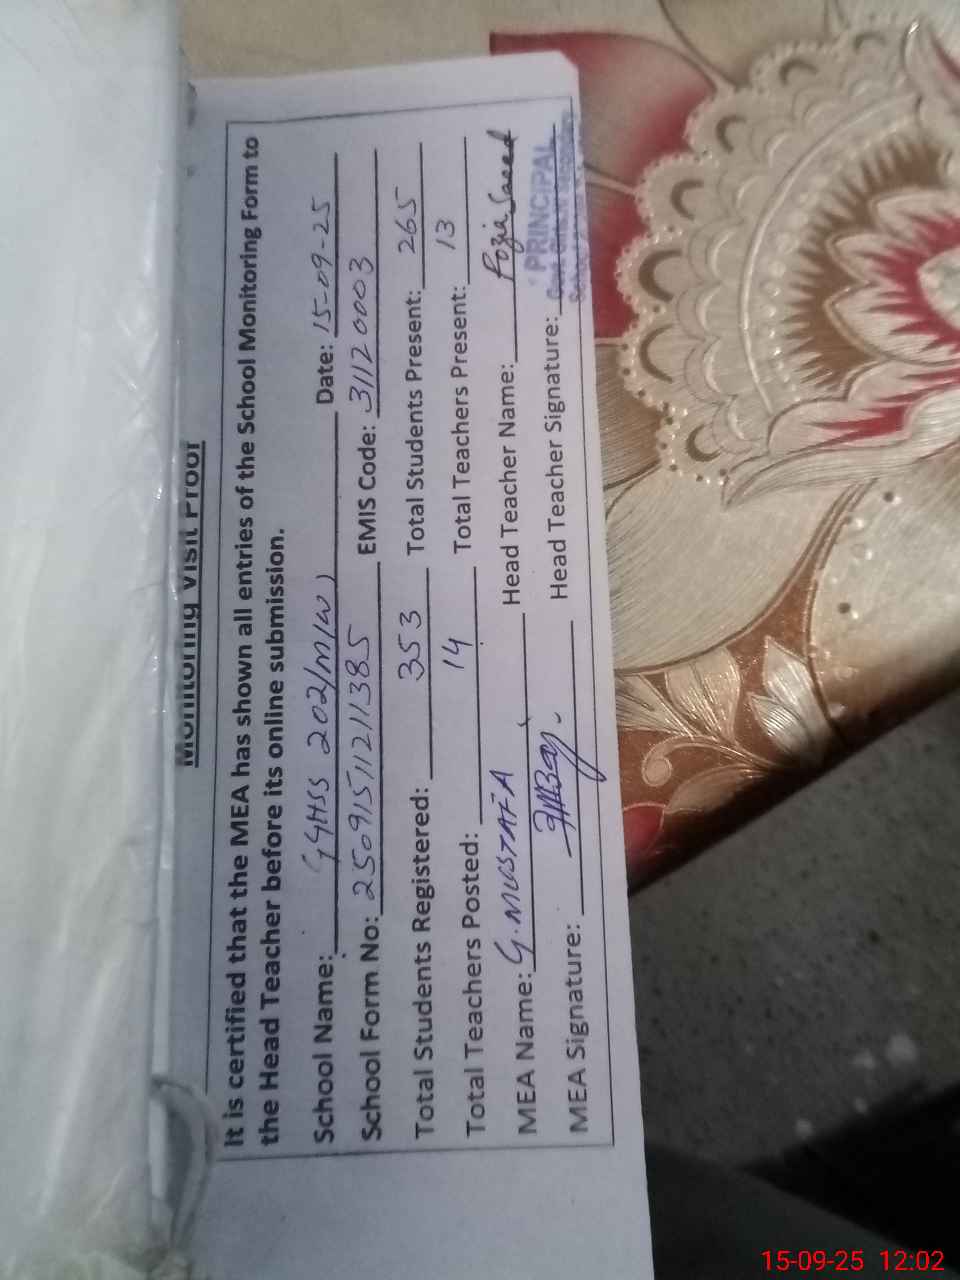 Monitoring Visit Proof
It is certified that the MEA has shown all entries of the School Monitoring Form to
the Head Teacher before its online submission.
School Name: GGHSS 202/M(W) Date: 15-09-25
School Form No: 25091511211385 EMIS Code: 31120003
Total Students Registered: 353 Total Students Present: 265
Total Teachers Posted: 14 Total Teachers Present: 13
MEA Name: G.MUSTAFA Head Teacher Name: Fozia Saeed
MEA Signature: Head Teacher Signature:
PRINCIPAL
15-09-25 12:02